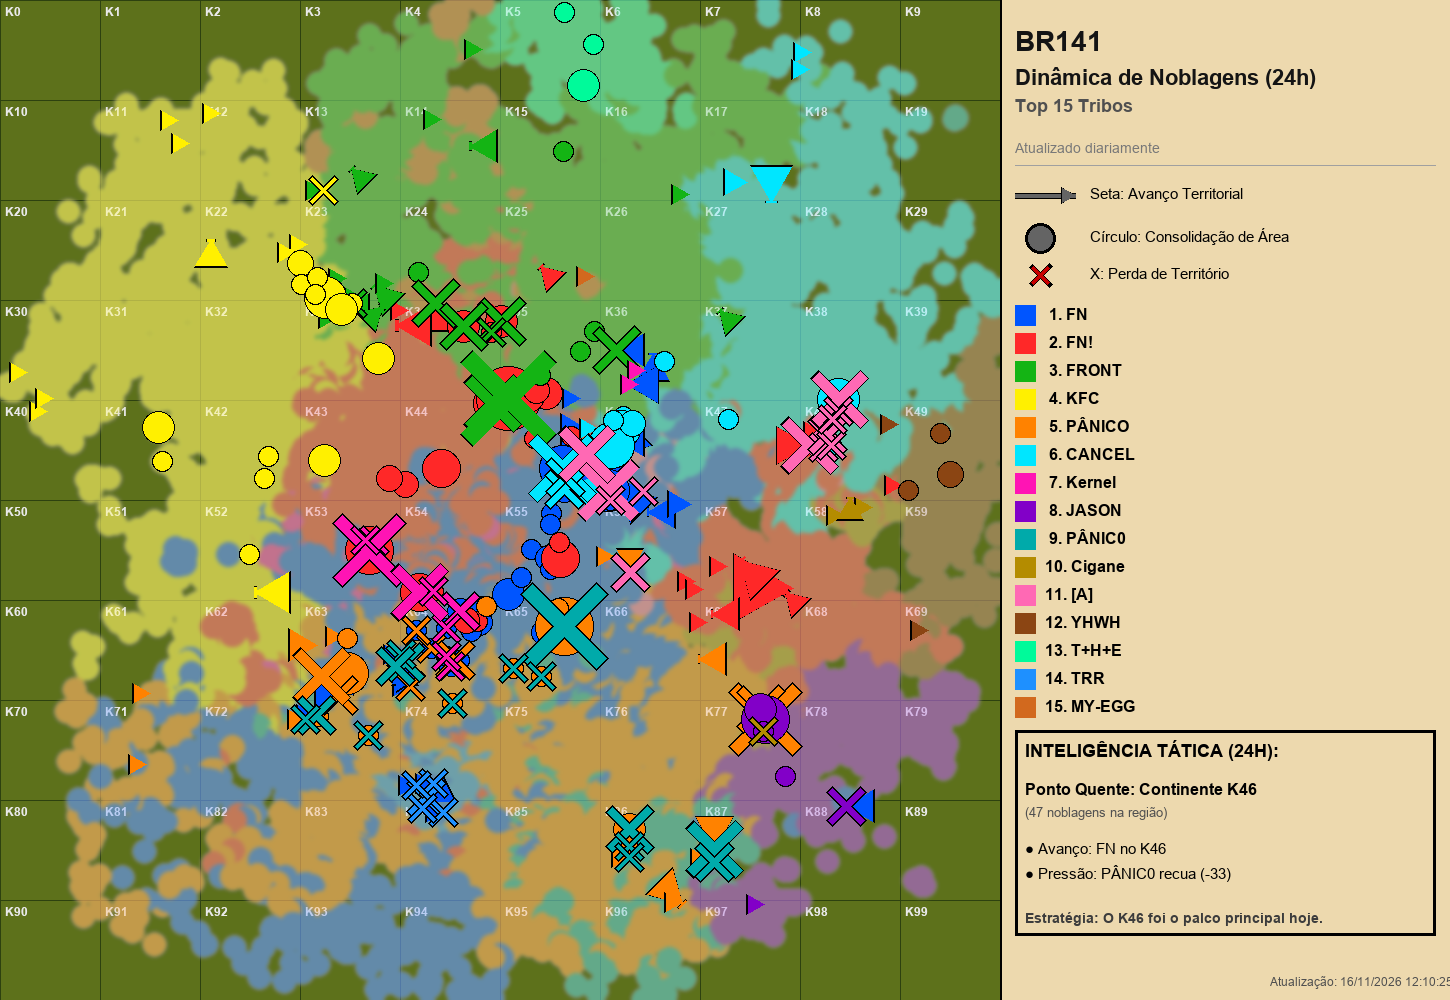 K0 K1 K2 K3 K4 K5 K6 K7 K8 K9
K10 K11 K12 K13 K15 K16 K17 K18 K19
K20 K21 K22 K23 K24 K25 K26 K27 K28 K29
K30 K31 K32 K36 K37 K38 K39
K40 K41 K42 K43 K44 K49
K50 K51 K52 K53 K54 K55 K57 K58 K59
K60 K61 K62 K63 K65 K66 K69
K70 K71 K72 K74 K75 K76 K77 K78 K79
K80 K81 K82 K83 K85 K87 K88 K89
K90 K91 K92 K93 K94 K95 K96 K97 K98 K99
BR141
Dinâmica de Noblagens (24h)
Top 15 Tribos
Atualizado diariamente
Seta: Avanço Territorial
Círculo: Consolidação de Área
X: Perda de Território
1. FN
2. FN!
3. FRONT
4. KFC
5. PÂNICO
6. CANCEL
7. Kernel
8. JASON
9. PÂNIC0
10. Cigane
11. [A]
12. YHWH
13. T+H+E
14. TRR
15. MY-EGG
INTELIGÊNCIA TÁTICA (24H):
Ponto Quente: Continente K46
(47 noblagens na região)
● Avanço: FN no K46
● Pressão: PÂNIC0 recua (-33)
Estratégia: O K46 foi o palco principal hoje.
Atualização: 16/11/2026 12:10:25